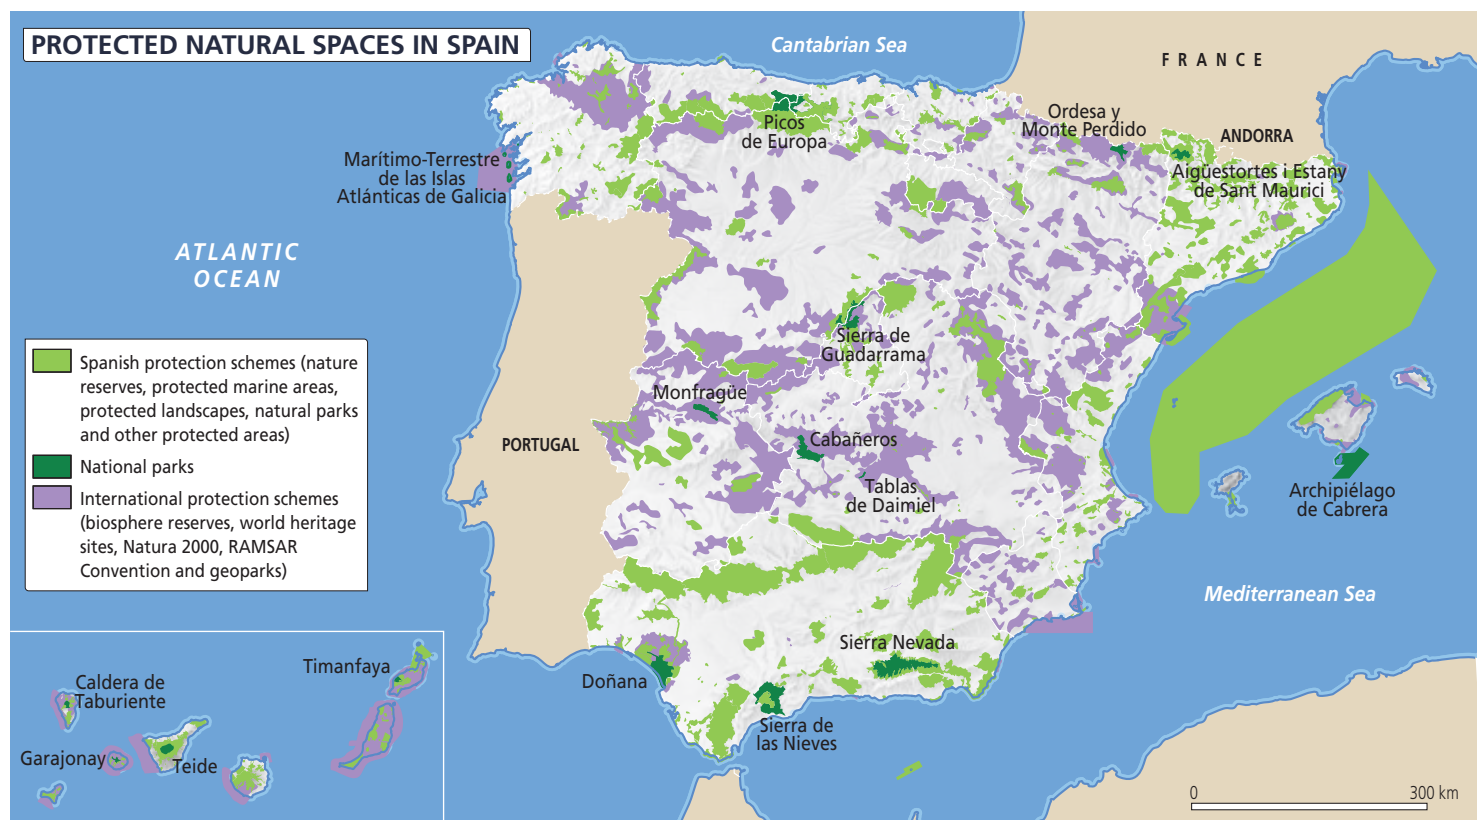 PROTECTED NATURAL SPACES IN SPAIN
Cantabrian Sea
FRANCE
Ordesa y
Monte Perdido
ANDORRA
Picos
de Europa
Marítimo-Terrestre
de las Islas
Atlánticas de Galicia
Aigüestortes i Estany
de Sant Maurici
ATLANTIC
OCEAN
Sierra de
Guadarrama
Spanish protection schemes (nature
reserves, protected marine areas,
protected landscapes, natural parks
and other protected areas)
National parks
International protection schemes
(biosphere reserves, world heritage
sites, Natura 2000, RAMSAR
Convention and geoparks)
Monfragüe
PORTUGAL
Cabañeros
Tablas
de Daimiel
Archipiélago
de Cabrera
Mediterranean Sea
Sierra Nevada
Doñana
Sierra de
las Nieves
Timanfaya
Caldera de
Taburiente
Garajonay
Teide
0 300 km